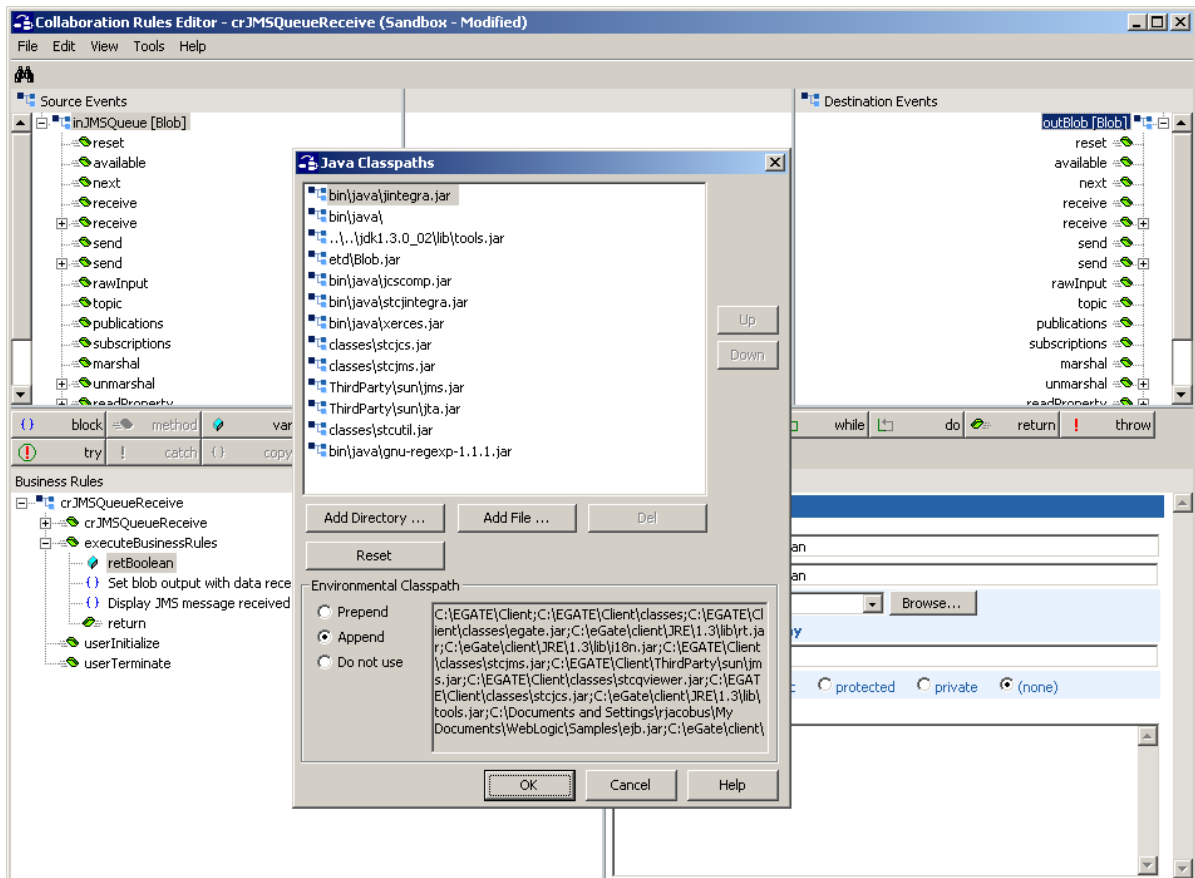 Collaboration Rules Editor - crJMSQueueReceive (Sandbox - Modified)
File Edit View Tools Help
Source Events
Destination Events
inJMSQueue [Blob]
reset
available
next
receive
receive
send
send
rawInput
topic
publications
subscriptions
marshal
unmarshal
readProperty
outBlob [Blob]
reset
available
next
receive
receive
send
send
rawInput
topic
publications
subscriptions
marshal
unmarshal
readProperty
Java Classpaths
bin\java\jintegra.jar
bin\java\
..\..\jdk1.3.0_02\lib\tools.jar
etd\Blob.jar
bin\java\jcscomp.jar
bin\java\stcjintegra.jar
bin\java\xerces.jar
classes\stcjcs.jar
classes\stcjms.jar
ThirdParty\sun\jms.jar
ThirdParty\sun\jta.jar
classes\stcutil.jar
bin\java\gnu-regexp-1.1.1.jar
Up
Down
Add Directory ... Add File ... Del
Reset
Environmental Classpath
Prepend
Append
Do not use
C:\EGATE\Client;C:\EGATE\Client\classes;C:\EGATE\Cl
ient\classes\egate.jar;C:\eGate\client\JRE\1.3\lib\rt.ja
r;C:\eGate\client\JRE\1.3\lib\i18n.jar;C:\EGATE\Client
\classes\stcjms.jar;C:\EGATE\Client\ThirdParty\sun\jm
s.jar;C:\EGATE\Client\classes\stcqviewer.jar;C:\EGAT
E\Client\classes\stcjcs.jar;C:\eGate\client\JRE\1.3\lib\
tools.jar;C:\Documents and Settings\rjacobus\My
Documents\WebLogic\Samples\ejb.jar;C:\eGate\client\
OK Cancel Help
{} block method var while do return ! throw
! try ! catch {} copy
Business Rules
crJMSQueueReceive
crJMSQueueReceive
executeBusinessRules
retBoolean
{} Set blob output with data rece
{} Display JMS message received
return
userInitialize
userTerminate
an
an
Browse...
y
protected private (none)